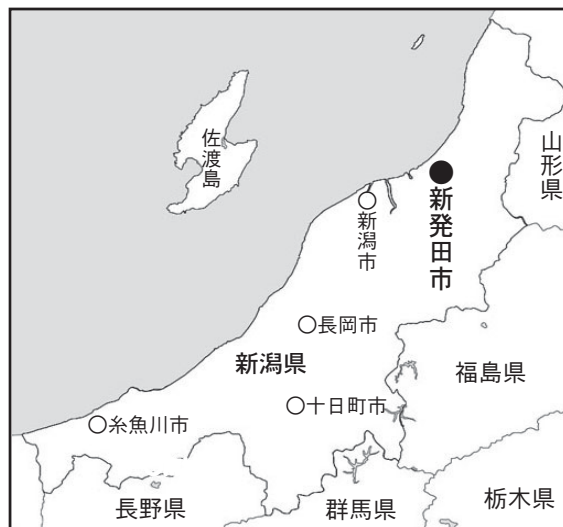 佐渡島
山形県
新発田市
新潟市
長岡市
新潟県
福島県
十日町市
糸魚川市
長野県
群馬県
栃木県